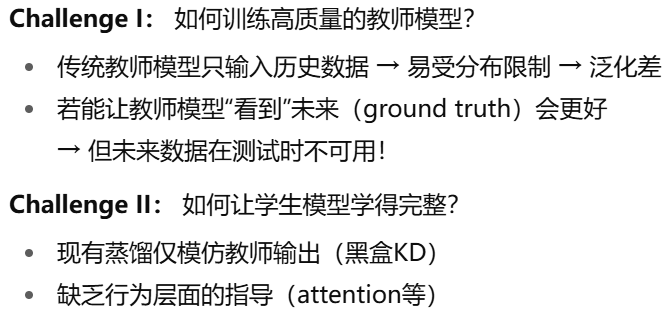 Challenge I： 如何训练高质量的教师模型？
• 传统教师模型只输入历史数据 → 易受分布限制 → 泛化差
• 若能让教师模型“看到”未来（ground truth）会更好
→ 但未来数据在测试时不可用！
Challenge II： 如何让学生模型学得完整？
• 现有蒸馏仅模仿教师输出（黑盒KD）
• 缺乏行为层面的指导（attention等）